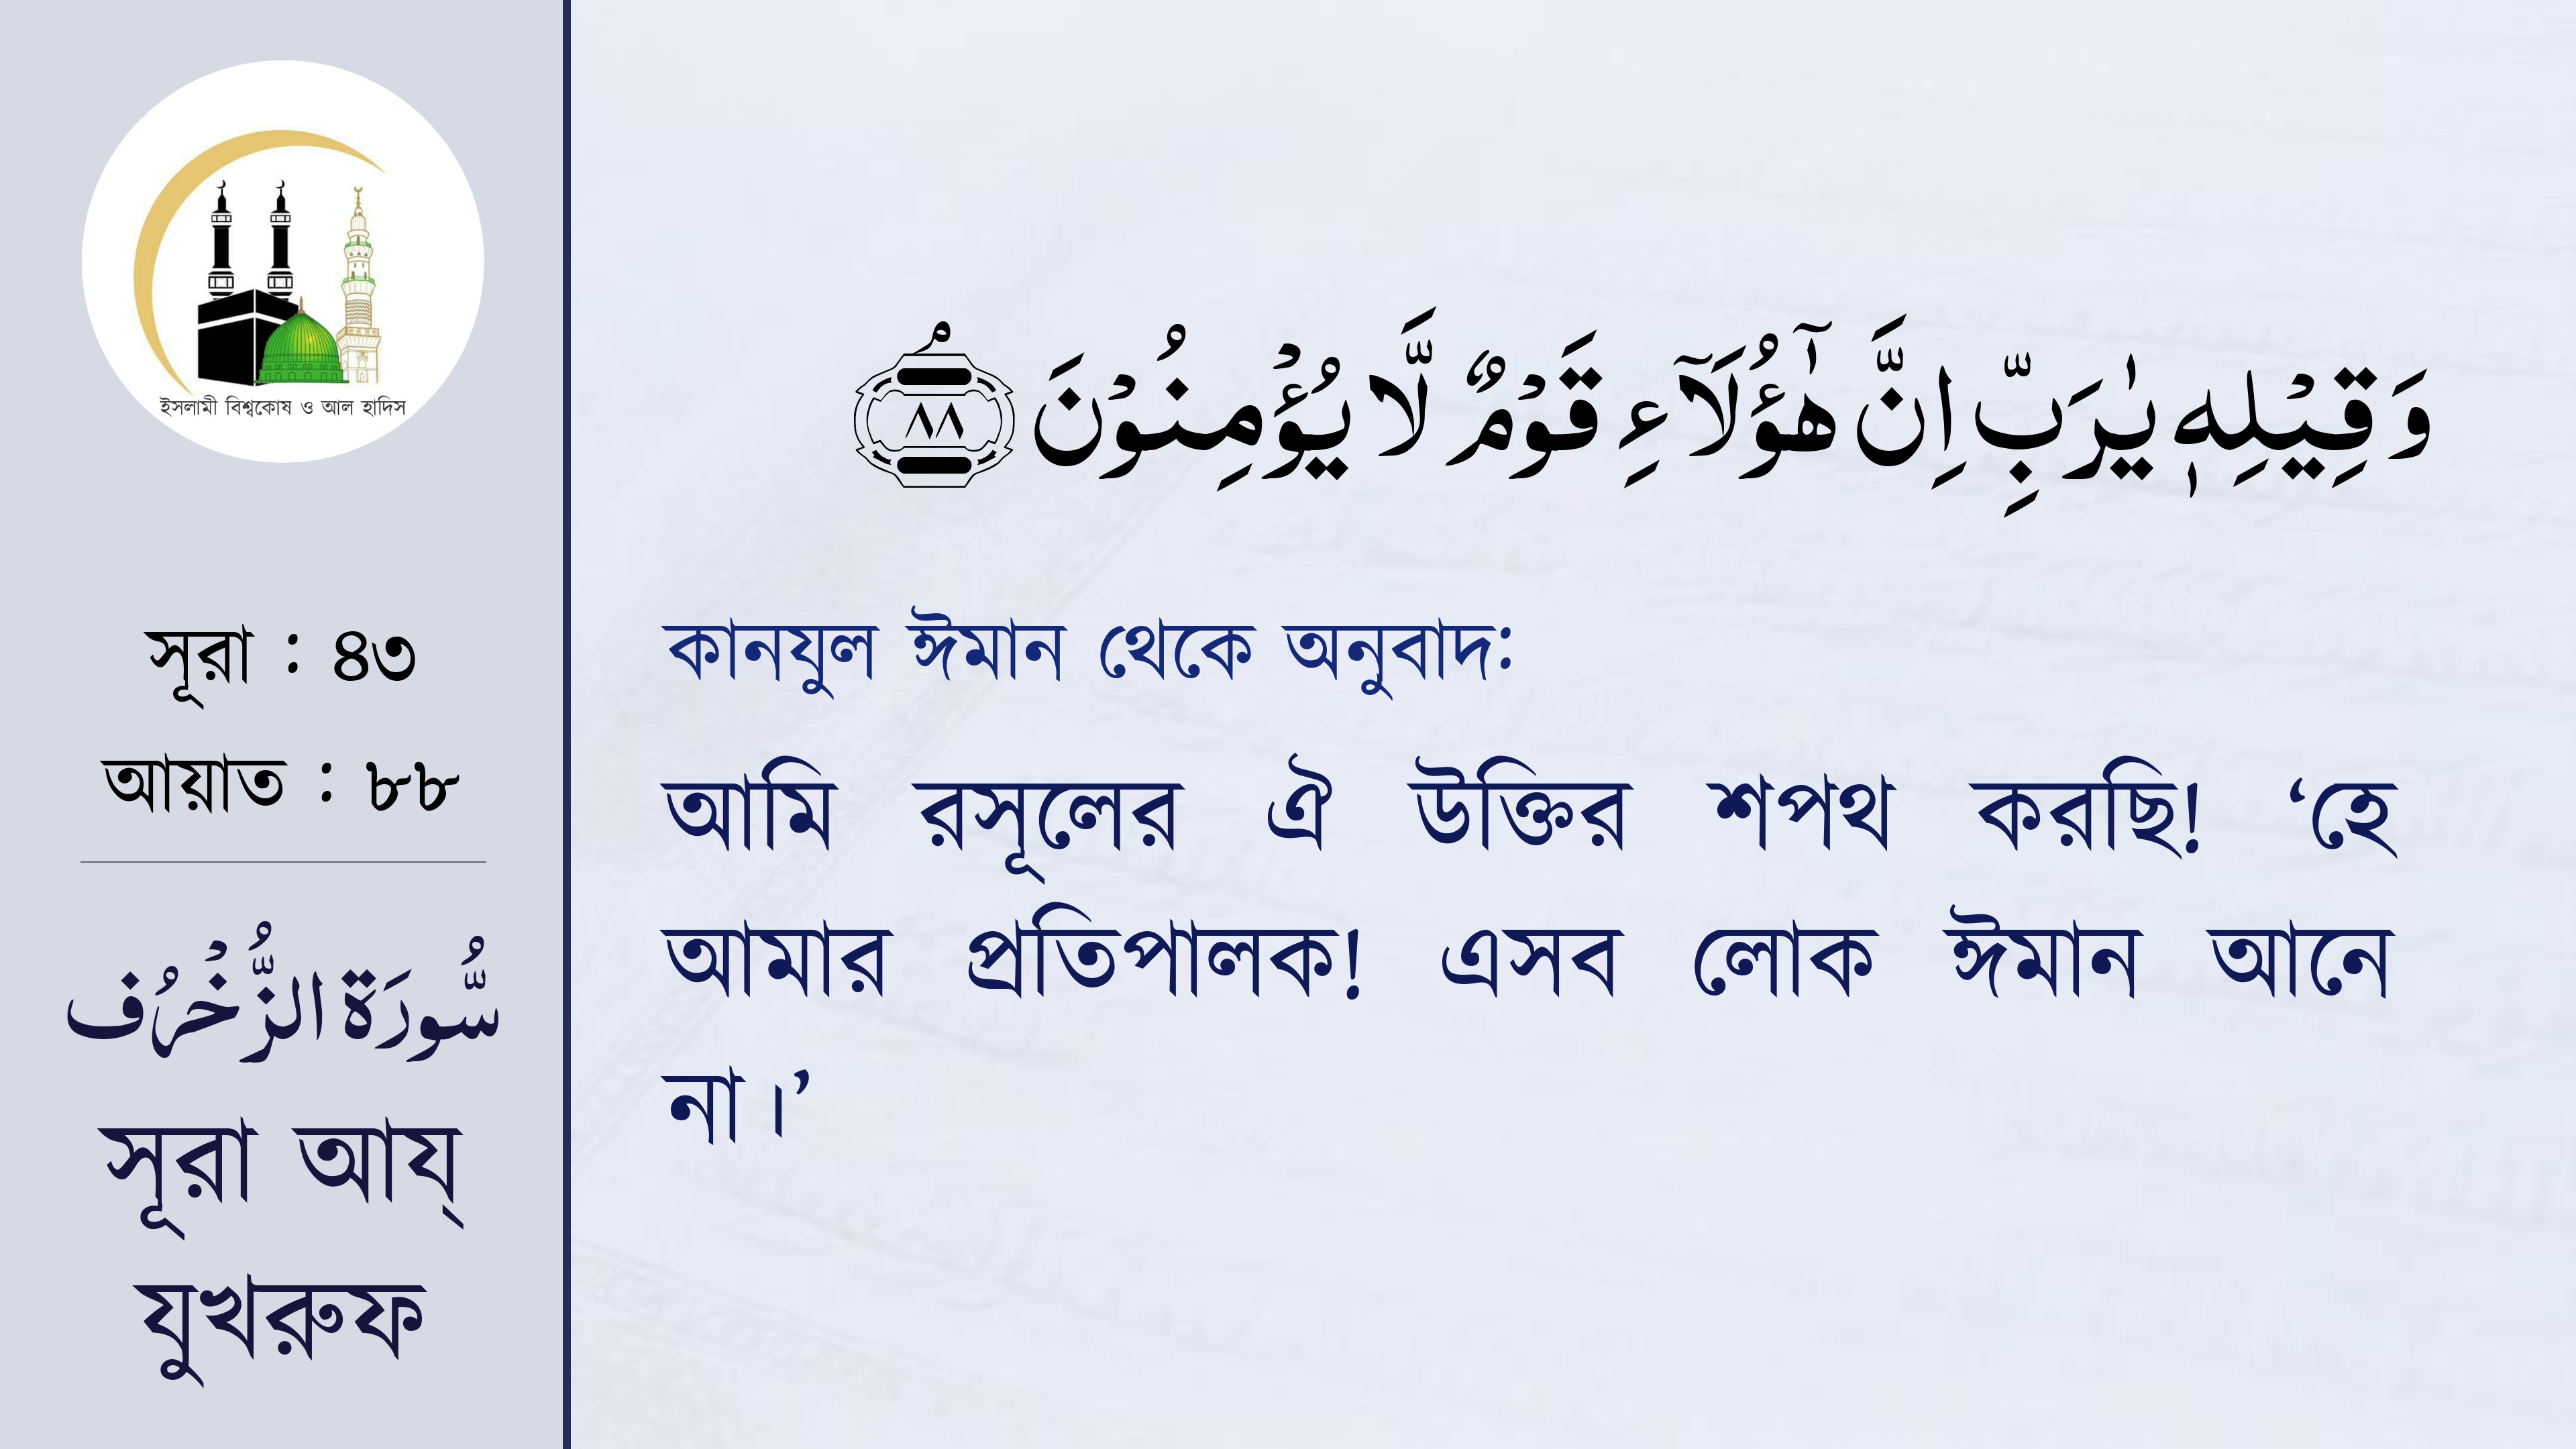 ইসলামী বিশ্বকোষ ও আল হাদিস
সূরা : ৪৩
আয়াত : ৮৮
سُّورَة الزُّخْرُف
সূরা আয্
যুখরুফ
وَقِيْلِهٖ يٰرَبِّ اِنَّ هٰۤؤُلَآءِ قَوْمٌ لَّا يُؤْمِنُوْنَ ۘ﴿۸۸﴾
কানযুল ঈমান থেকে অনুবাদ:
আমি রসূলের ঐ উক্তির শপথ করছি! ‘হে
আমার প্রতিপালক! এসব লোক ঈমান আনে
না।’